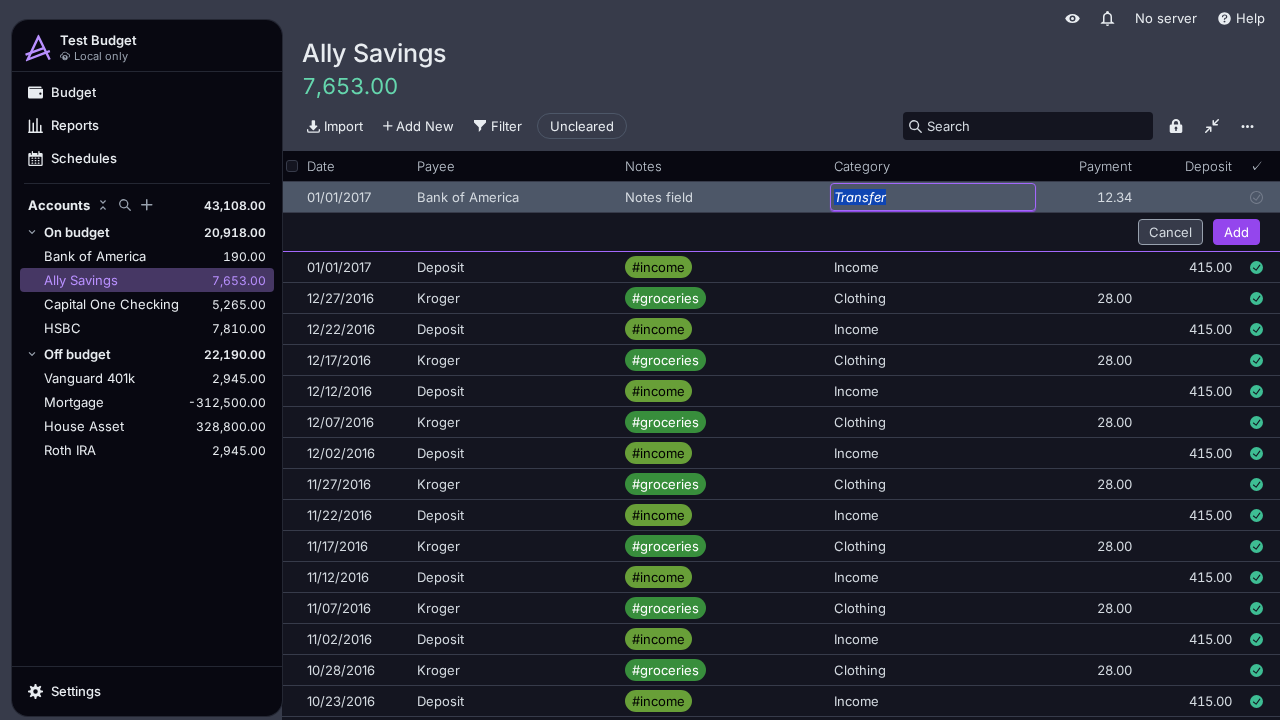 No server
Help
Test Budget
Local only
Budget
Reports
Schedules
Accounts 43,108.00
On budget 20,918.00
Bank of America 190.00
Ally Savings 7,653.00
Capital One Checking 5,265.00
HSBC 7,810.00
Off budget 22,190.00
Vanguard 401k 2,945.00
Mortgage -312,500.00
House Asset 328,800.00
Roth IRA 2,945.00
Settings
Ally Savings
7,653.00
Import Add New Filter Uncleared Search
Date Payee Notes Category Payment Deposit ✓
01/01/2017 Bank of America Notes field Transfer 12.34
Cancel Add
01/01/2017 Deposit #income Income 415.00
12/27/2016 Kroger #groceries Clothing 28.00
12/22/2016 Deposit #income Income 415.00
12/17/2016 Kroger #groceries Clothing 28.00
12/12/2016 Deposit #income Income 415.00
12/07/2016 Kroger #groceries Clothing 28.00
12/02/2016 Deposit #income Income 415.00
11/27/2016 Kroger #groceries Clothing 28.00
11/22/2016 Deposit #income Income 415.00
11/17/2016 Kroger #groceries Clothing 28.00
11/12/2016 Deposit #income Income 415.00
11/07/2016 Kroger #groceries Clothing 28.00
11/02/2016 Deposit #income Income 415.00
10/28/2016 Kroger #groceries Clothing 28.00
10/23/2016 Deposit #income Income 415.00